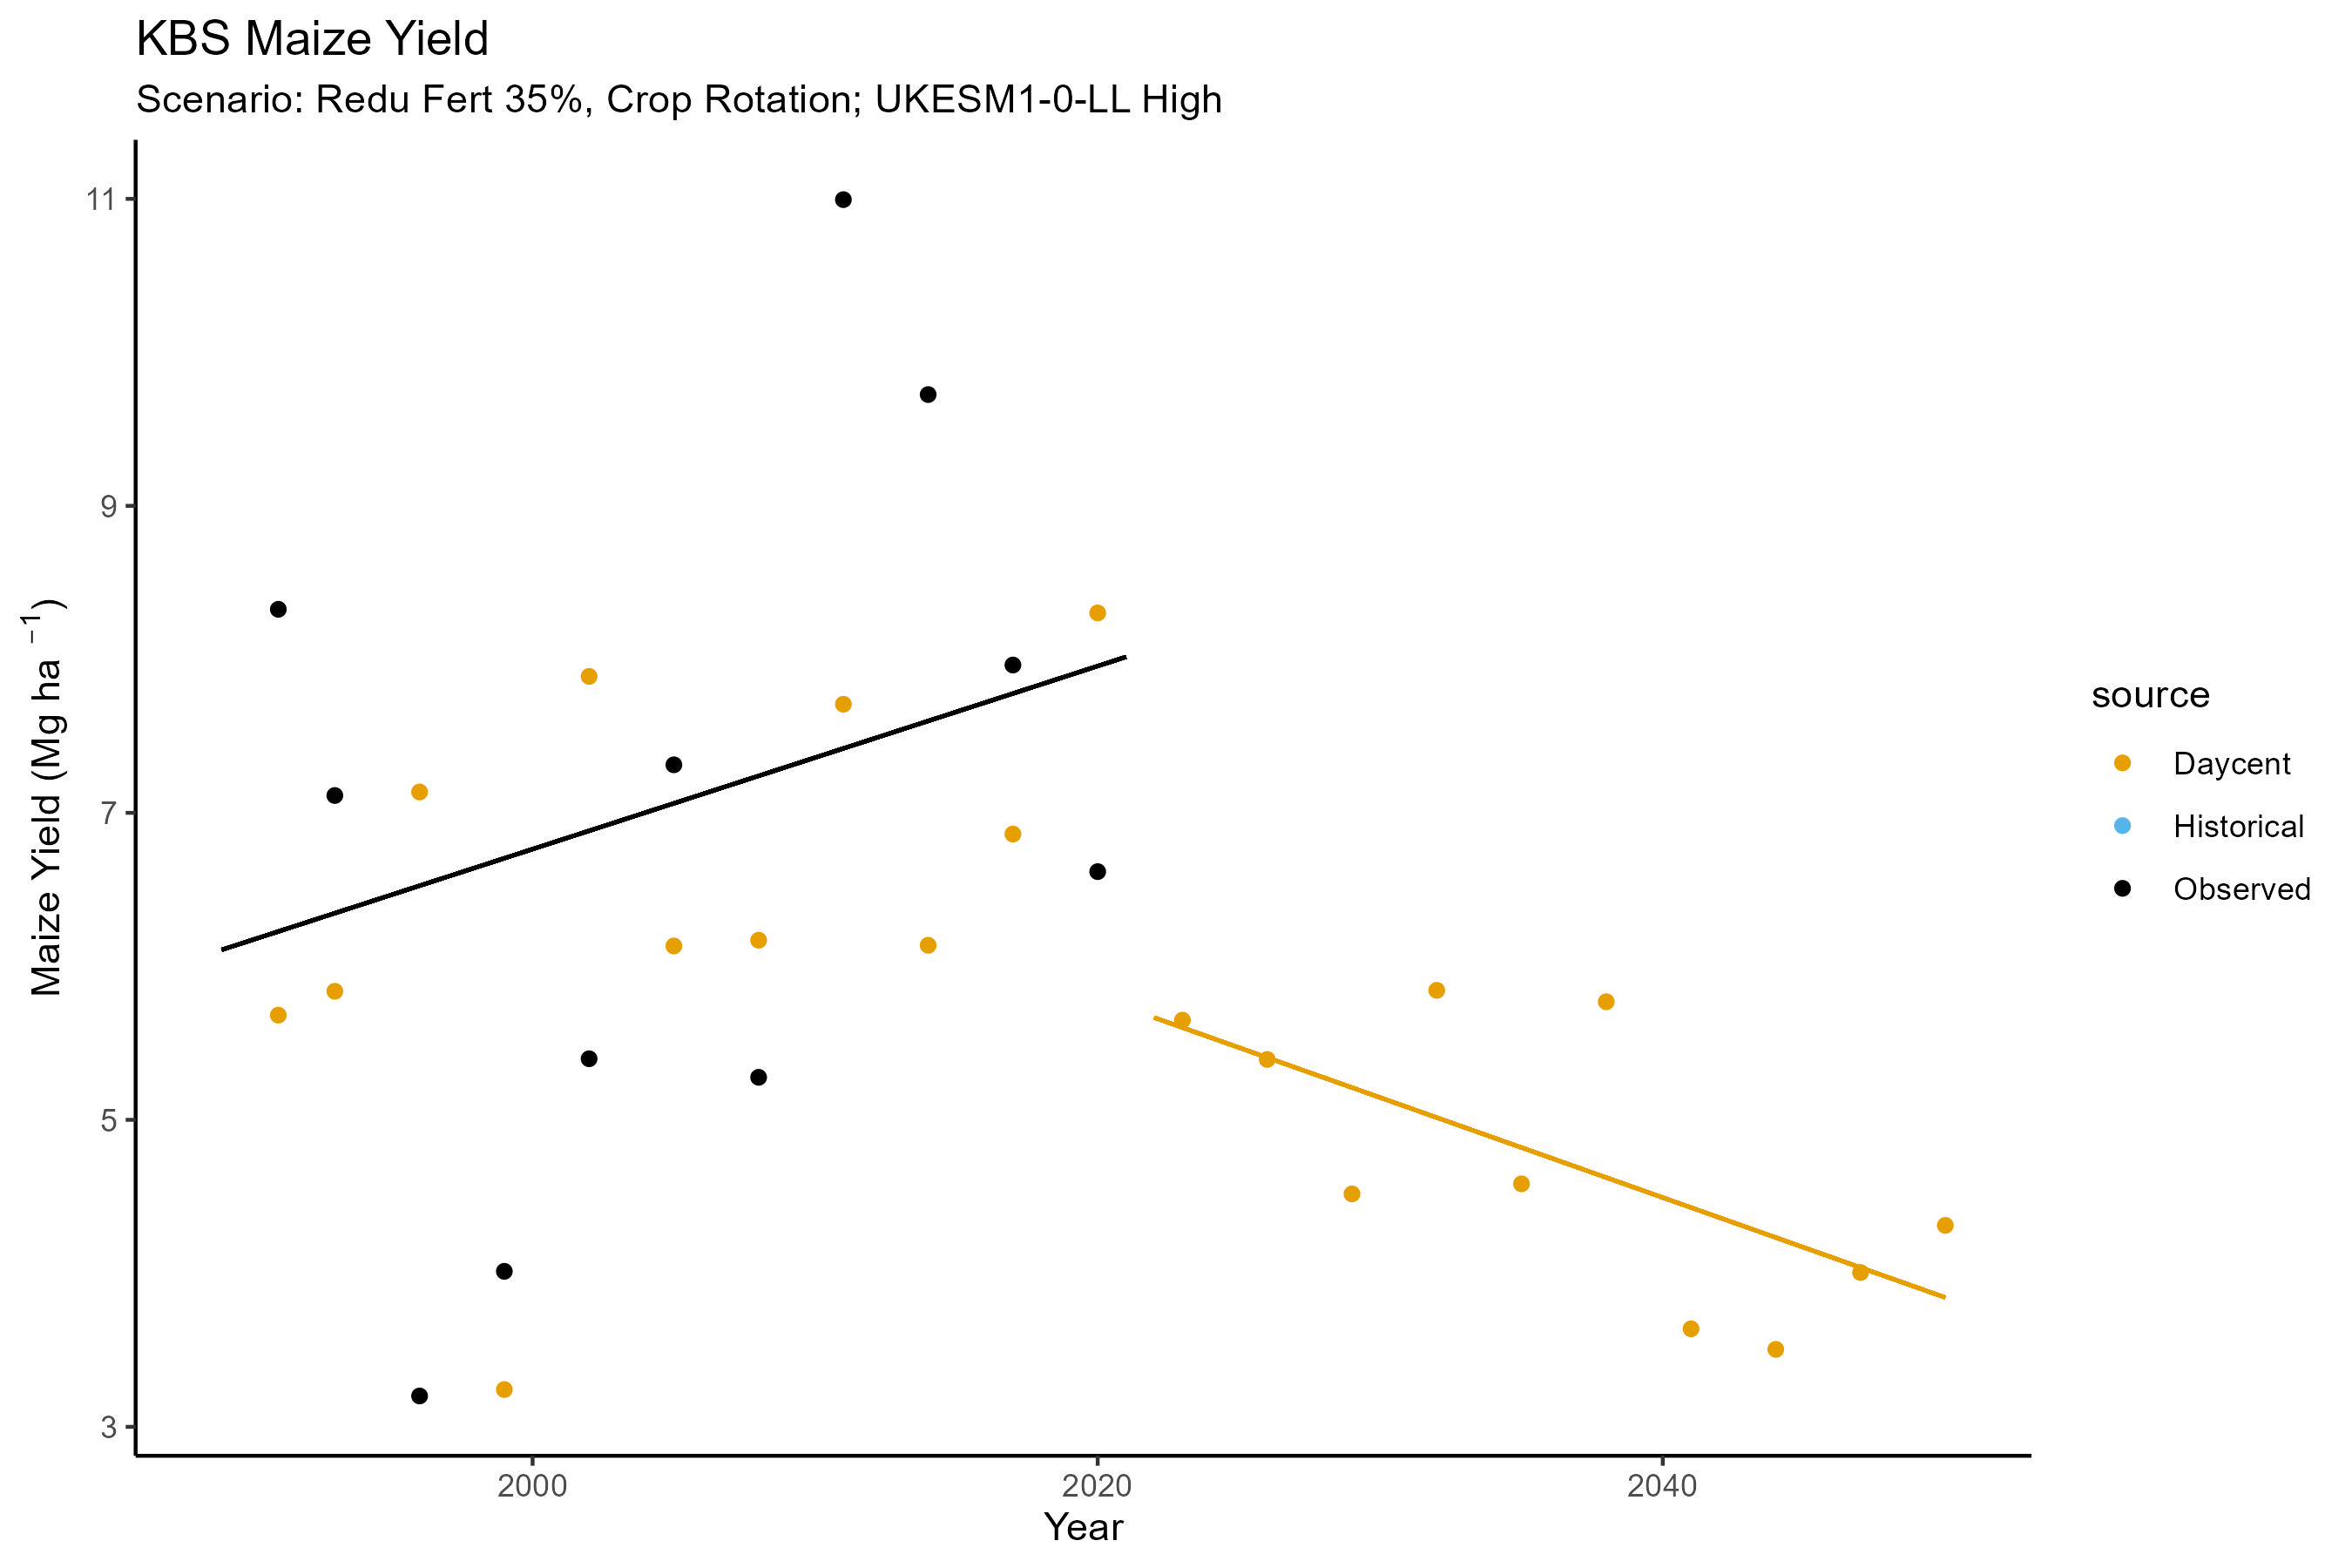 KBS Maize Yield
Scenario: Redu Fert 35%, Crop Rotation; UKESM1-0-LL High
Maize Yield (Mg ha ⁻¹)
11
9
7
5
3
2000
2020
2040
Year
source
Daycent
Historical
Observed